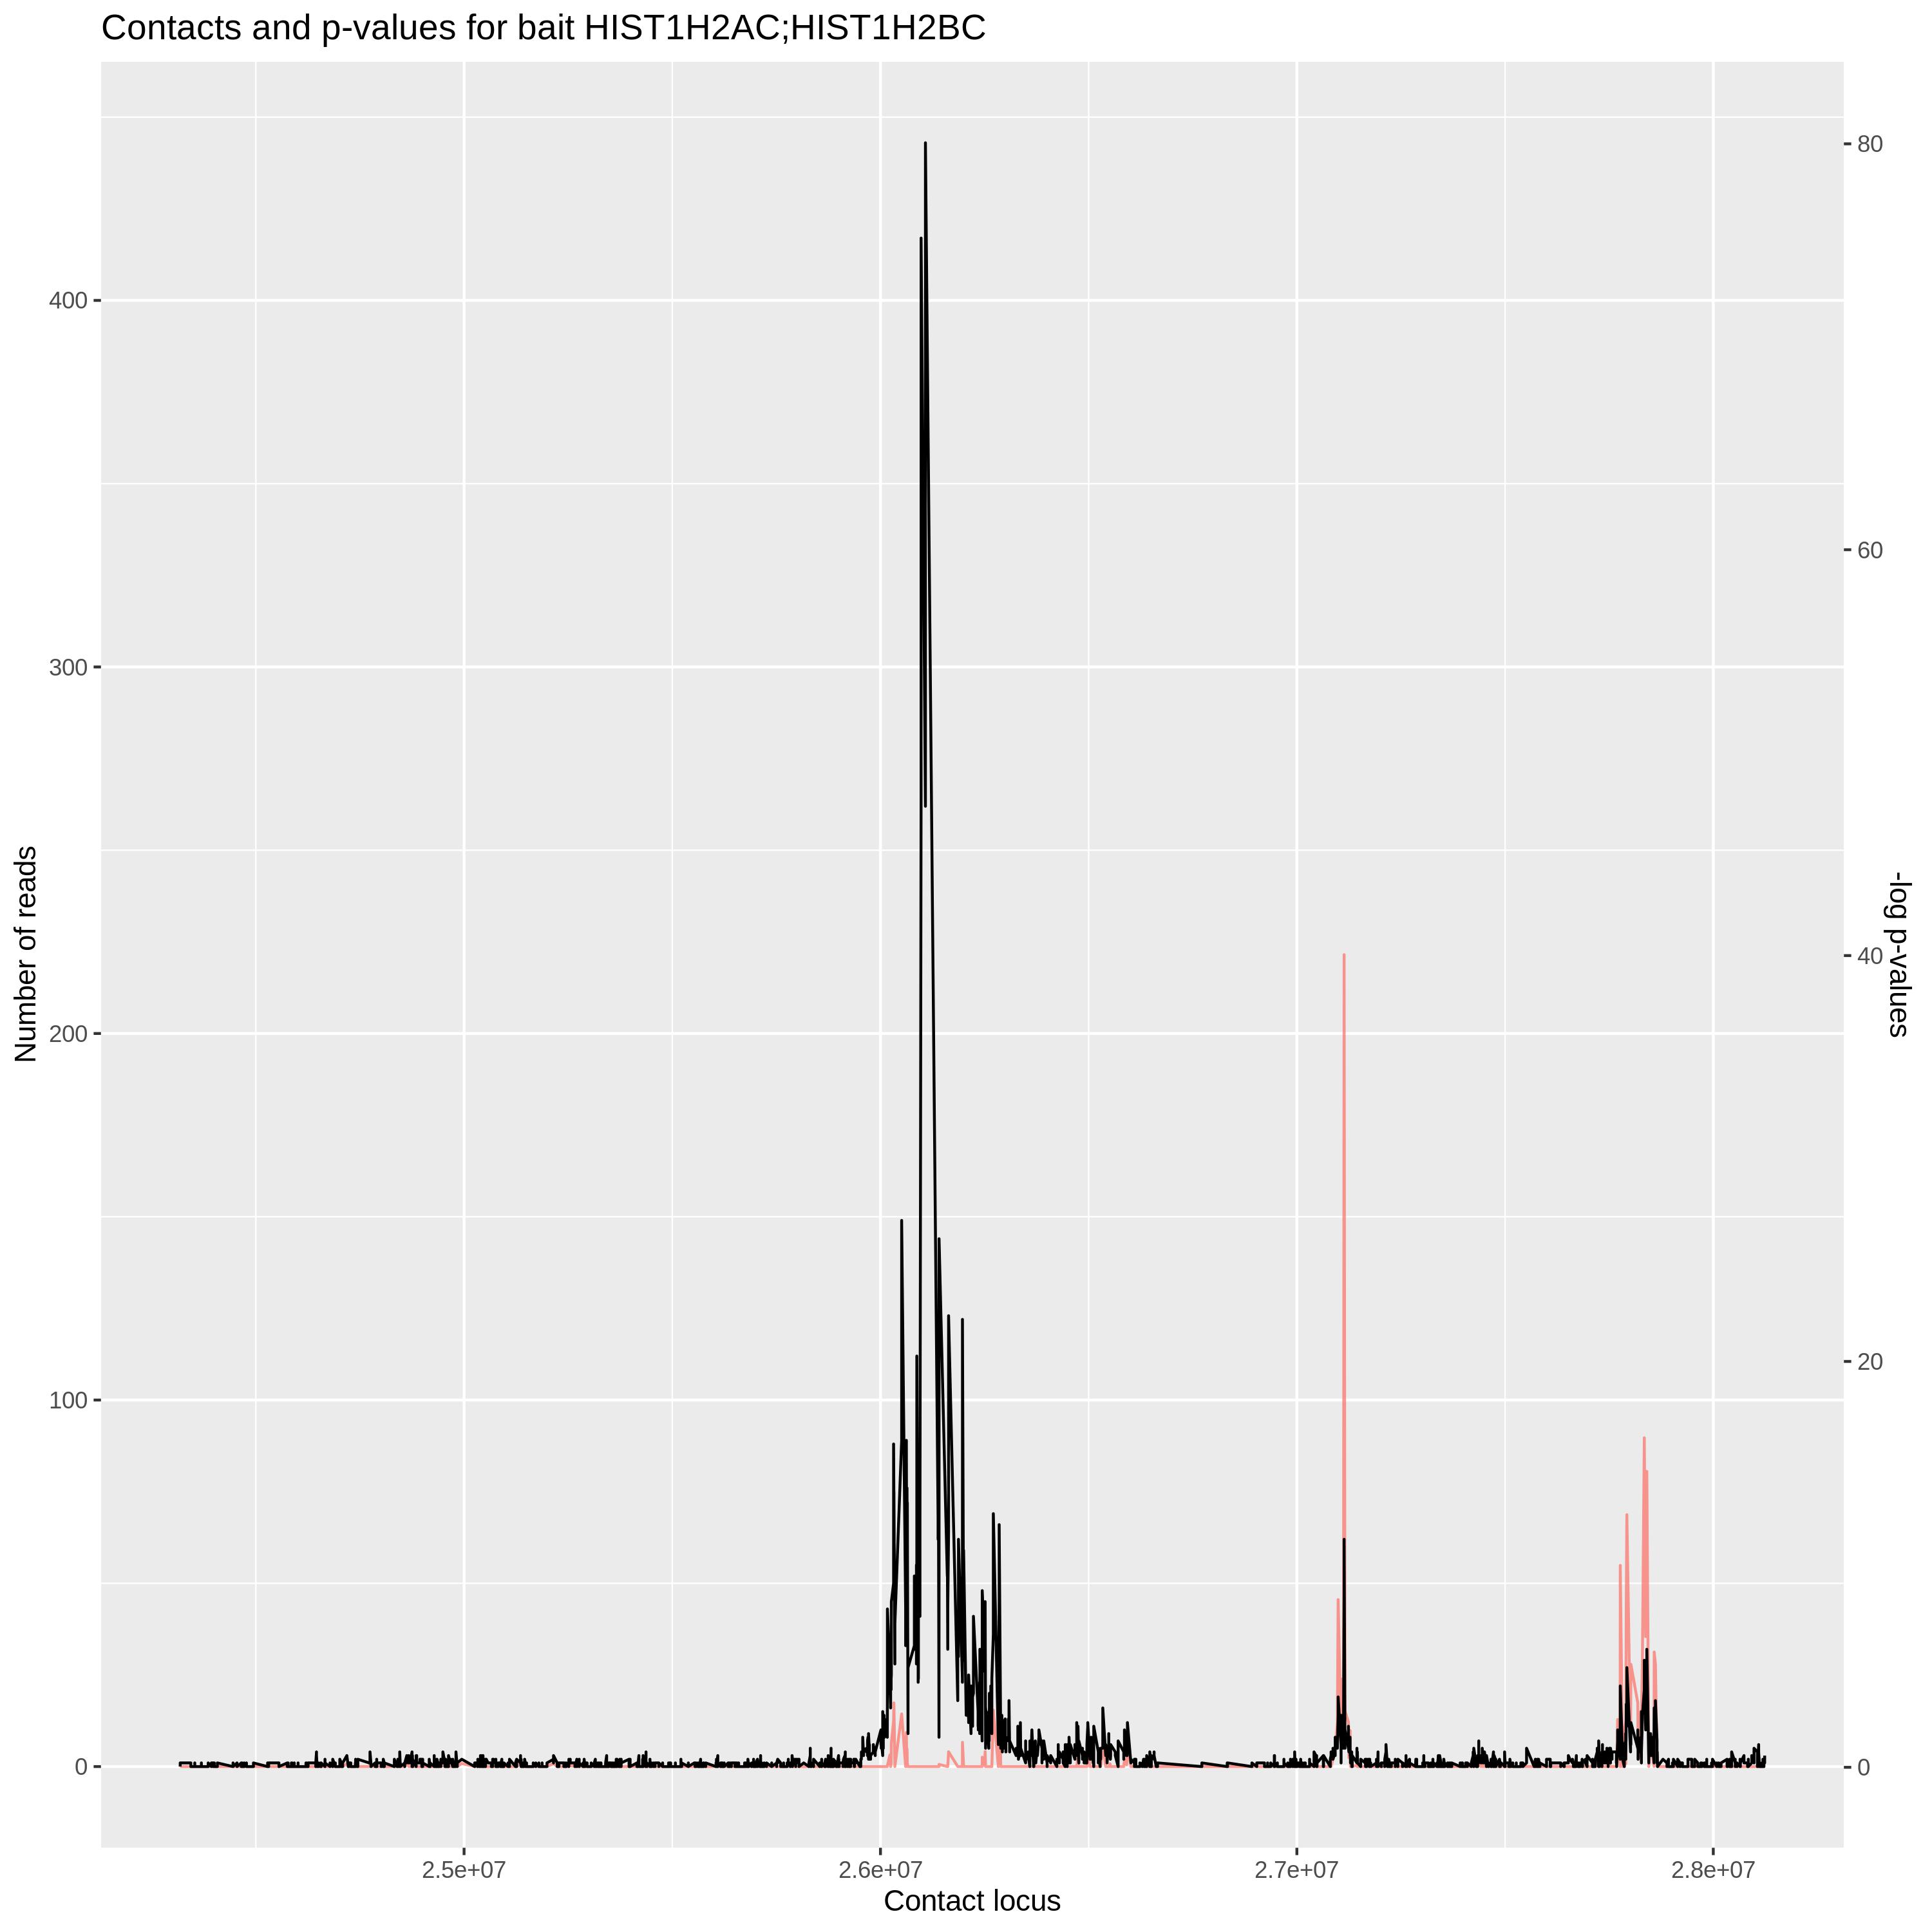 Contacts and p-values for bait HIST1H2AC;HIST1H2BC
Number of reads
400
300
200
100
0
80
60
40
20
0
-log p-values
2.5e+07
2.6e+07
2.7e+07
2.8e+07
Contact locus